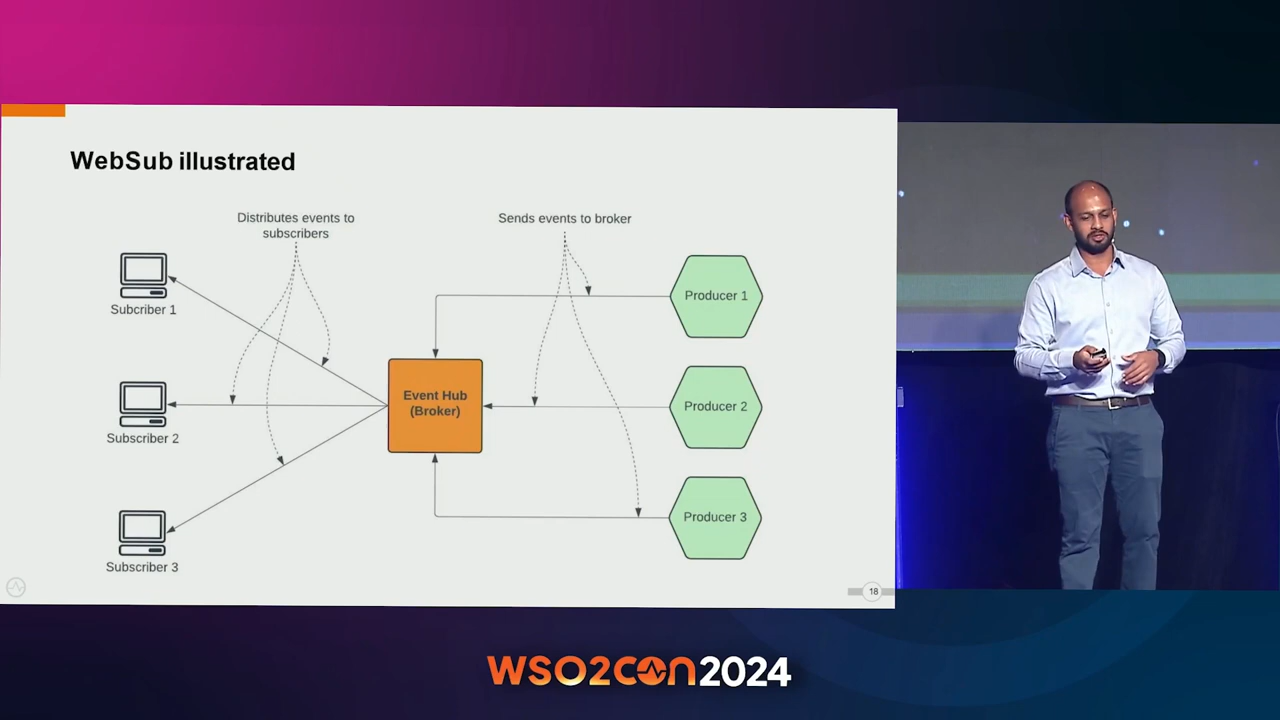 WebSub illustrated
Distributes events to
subscribers
Sends events to broker
Subcriber 1
Producer 1
Event Hub
(Broker)
Subscriber 2
Producer 2
Subscriber 3
Producer 3
18
WSO2CON2024